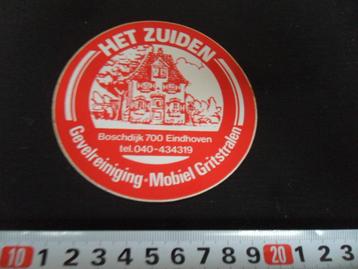 HET ZUIDEN
Boschdijk 700 Eindhoven
tel.040-434319
Gevelreiniging-Mobiel Gritstralen
10 1 2 3 4 5 6 7 8 9 20 1 2 3